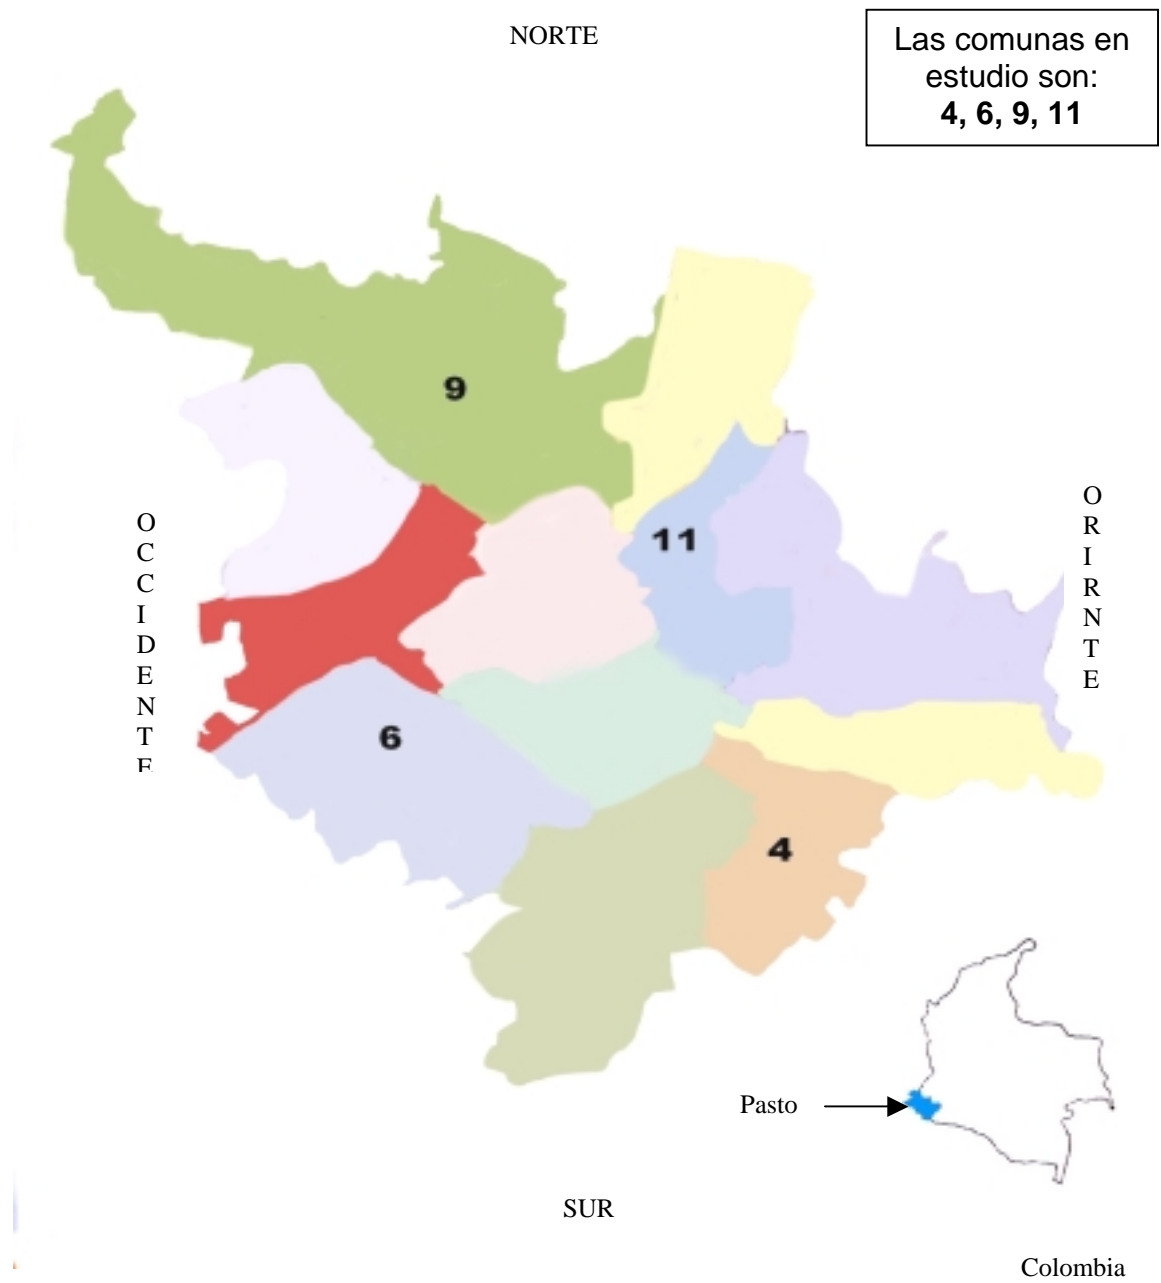 NORTE
Las comunas en
estudio son:
4, 6, 9, 11
9
11
O
C
C
I
D
E
N
T
E
O
R
I
R
N
T
E
6
4
Pasto
SUR
Colombia